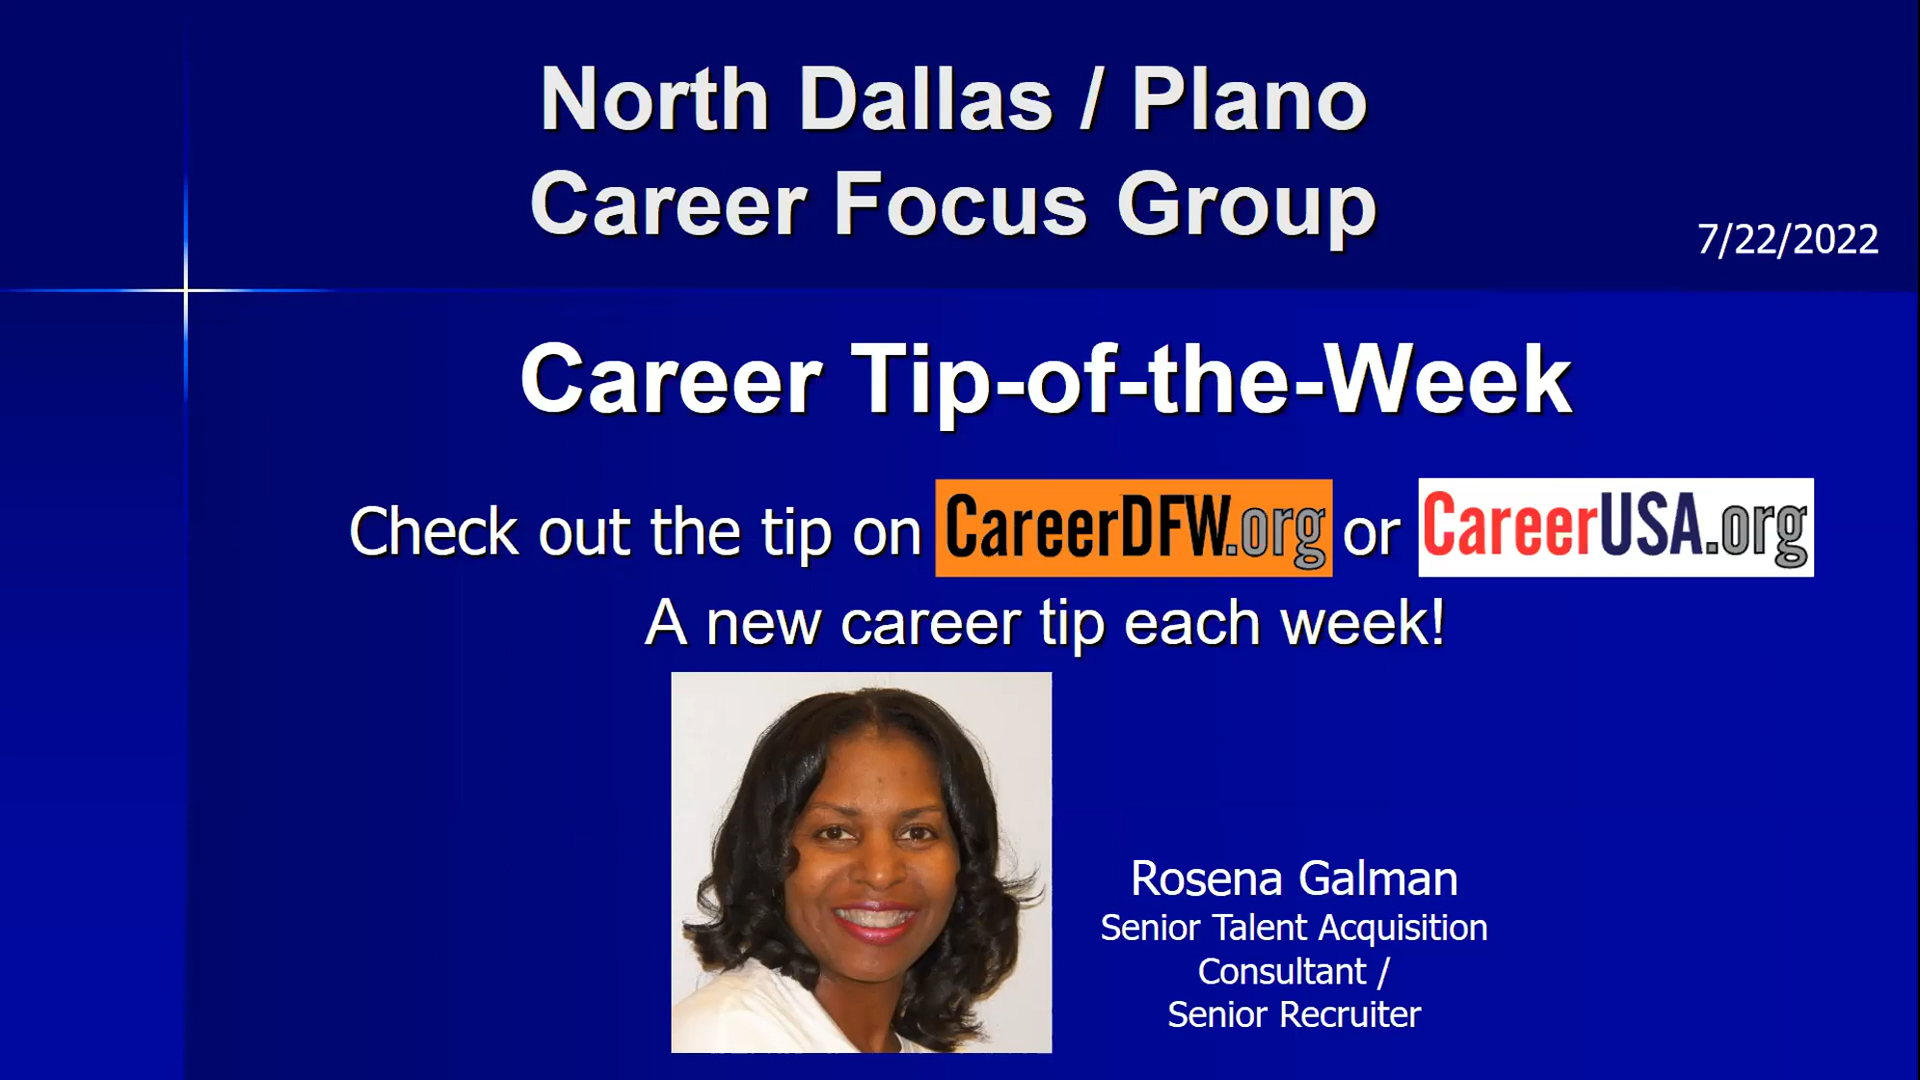 North Dallas / Plano
Career Focus Group
7/22/2022
Career Tip-of-the-Week
Check out the tip on CareerDFW.org or CareerUSA.org
A new career tip each week!
Rosena Galman
Senior Talent Acquisition
Consultant /
Senior Recruiter